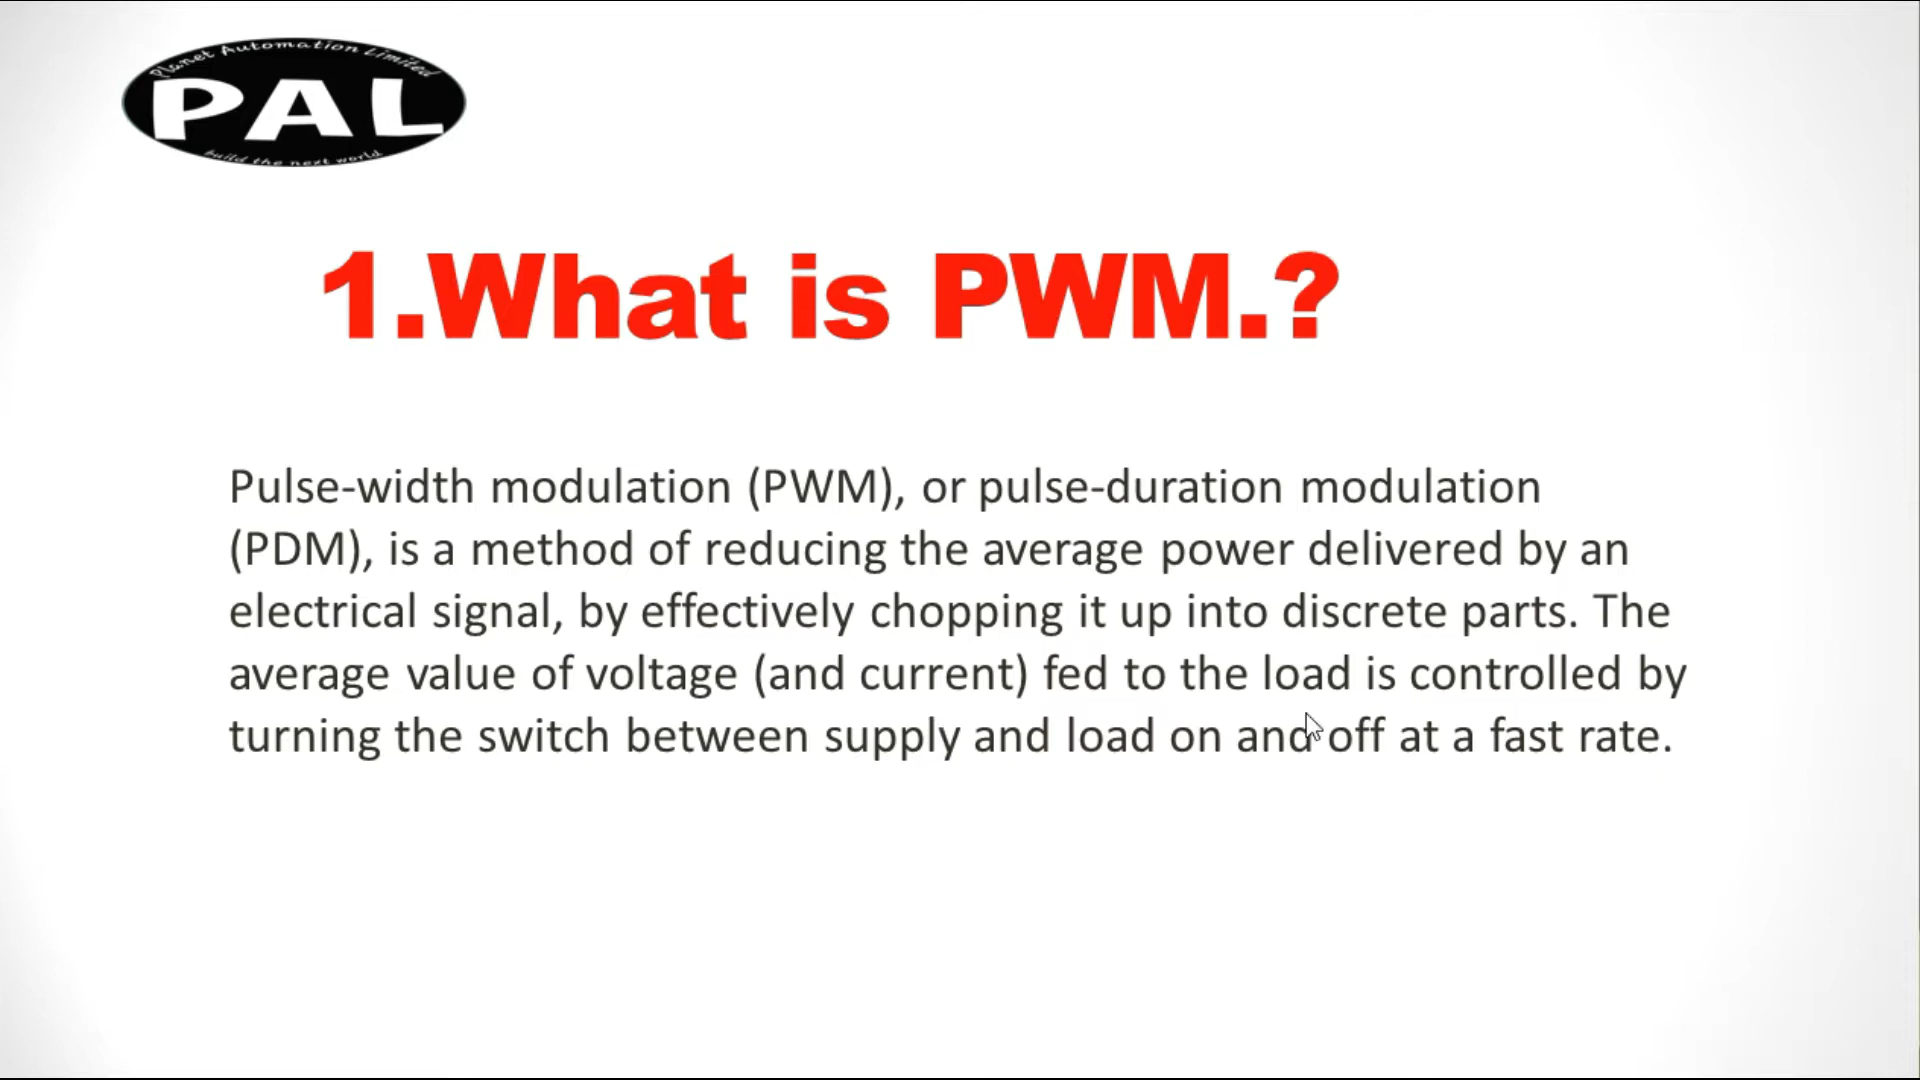 Planet Automation Limited
PAL
build the next world
1.What is PWM.?
Pulse-width modulation (PWM), or pulse-duration modulation
(PDM), is a method of reducing the average power delivered by an
electrical signal, by effectively chopping it up into discrete parts. The
average value of voltage (and current) fed to the load is controlled by
turning the switch between supply and load on and off at a fast rate.